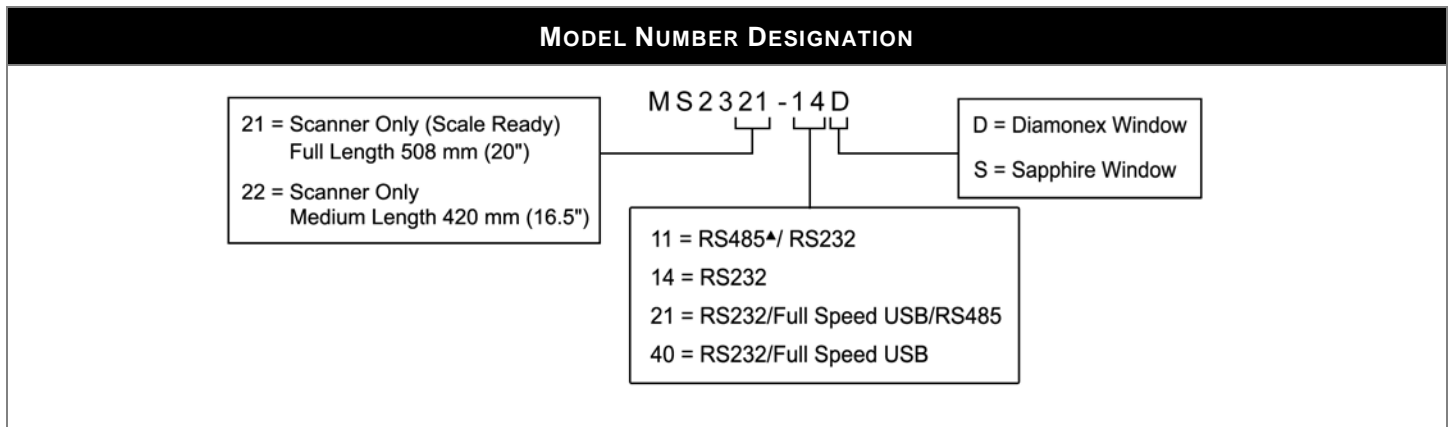 MODEL NUMBER DESIGNATION
MS2321-14D
21 = Scanner Only (Scale Ready)
Full Length 508 mm (20")
22 = Scanner Only
Medium Length 420 mm (16.5")
D = Diamonex Window
S = Sapphire Window
11 = RS485▲/ RS232
14 = RS232
21 = RS232/Full Speed USB/RS485
40 = RS232/Full Speed USB